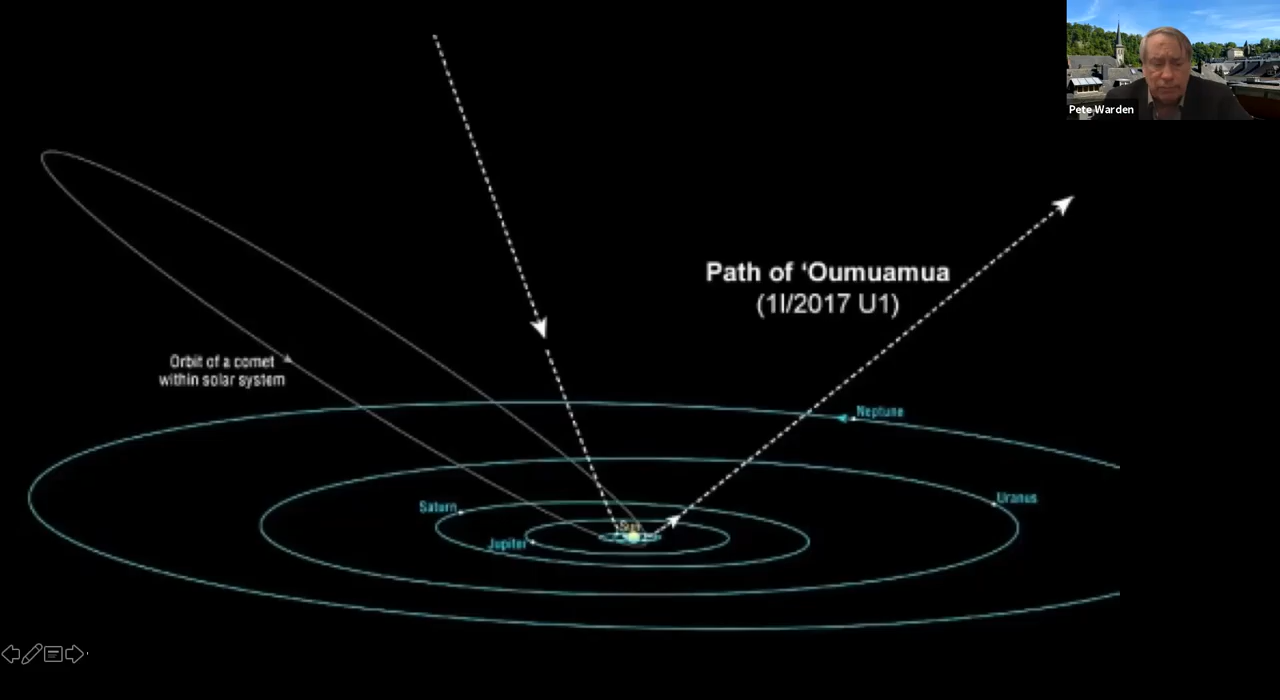 Pete Warden
Path of ‘Oumuamua
(1I/2017 U1)
Orbit of a comet
within solar system
Neptune
Uranus
Saturn
Sun
Jupiter